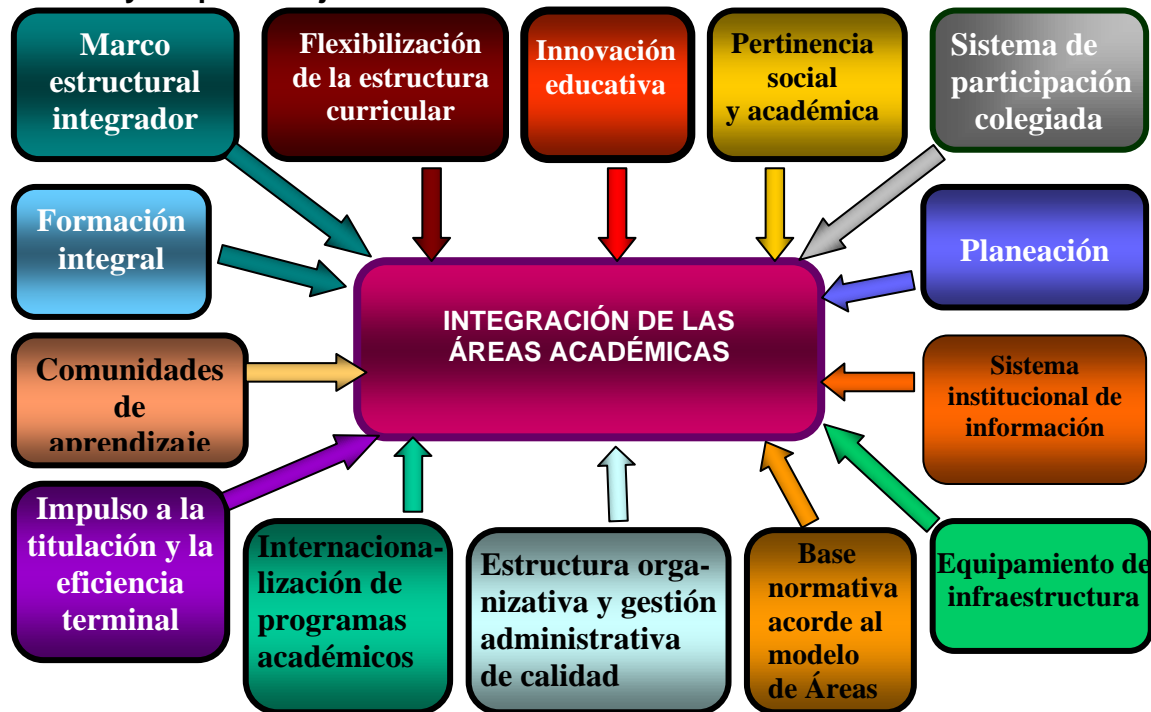 Marco
estructural
integrador
Flexibilización
de la estructura
curricular
Innovación
educativa
Pertinencia
social
y académica
Sistema de
participación
colegiada
Formación
integral
Planeación
INTEGRACIÓN DE LAS
ÁREAS ACADÉMICAS
Comunidades
de
aprendizaje
Sistema
institucional de
información
Impulso a la
titulación y la
eficiencia
terminal
Internaciona-
lización de
programas
académicos
Estructura orga-
nizativa y gestión
administrativa
de calidad
Base
normativa
acorde al
modelo
de Áreas
Equipamiento de
infraestructura